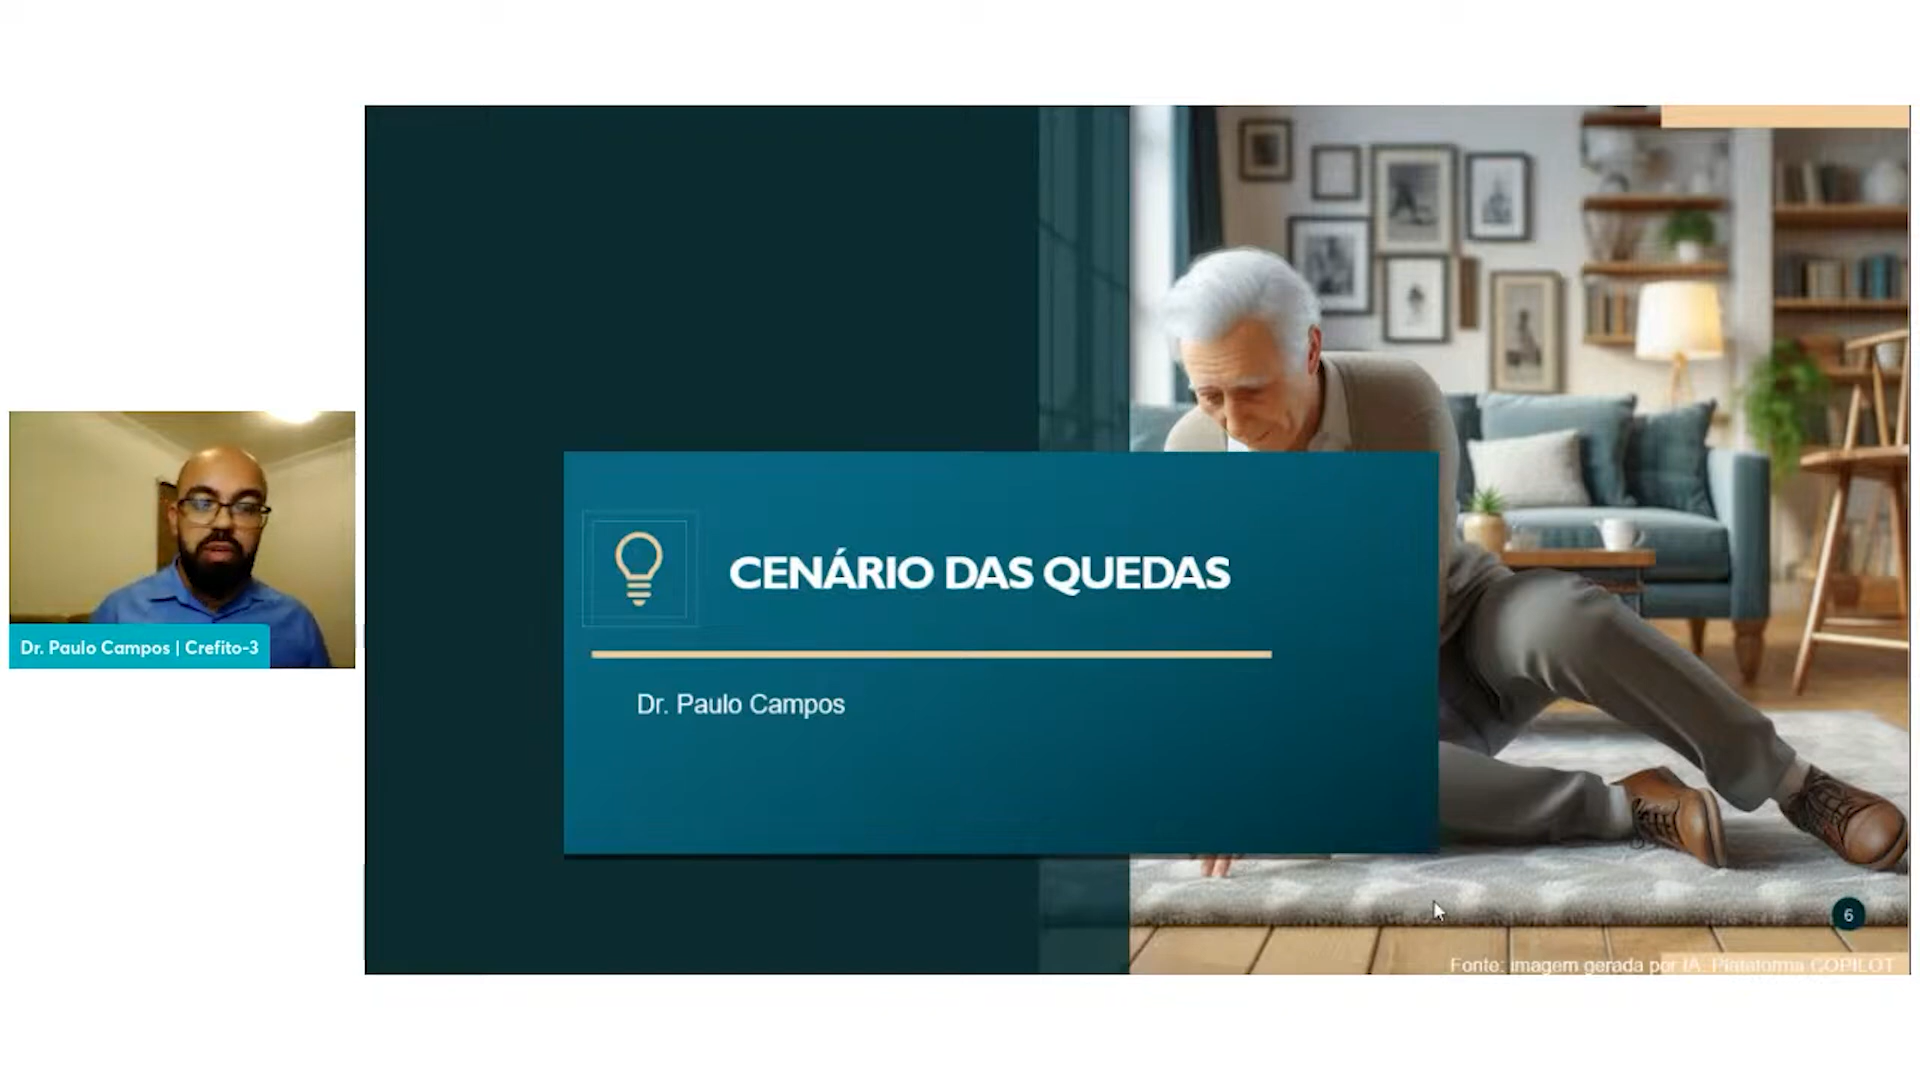 CENÁRIO DAS QUEDAS
Dr. Paulo Campos
Dr. Paulo Campos | Crefito-3
6
Fonte: imagem gerada por IA. Plataforma COPILOT